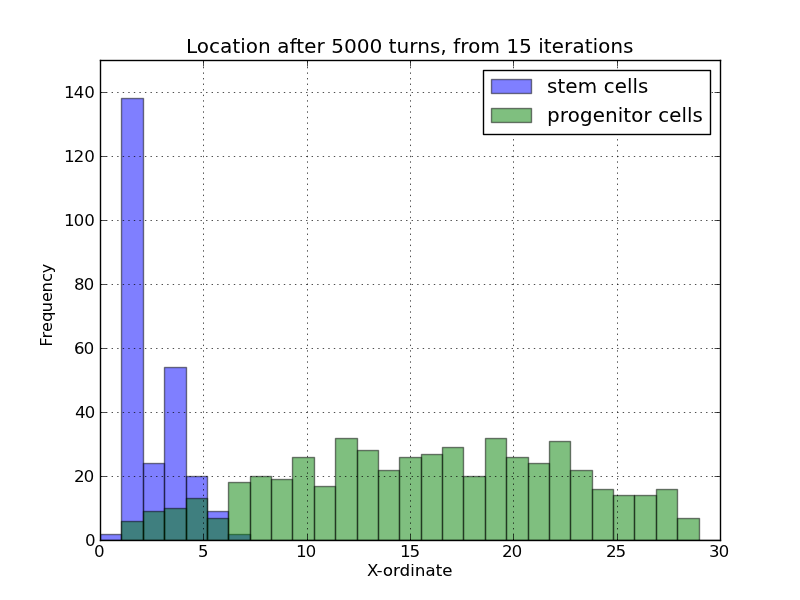 Location after 5000 turns, from 15 iterations
stem cells
progenitor cells
140
120
100
80
60
40
20
0
Frequency
0 5 10 15 20 25 30
X-ordinate